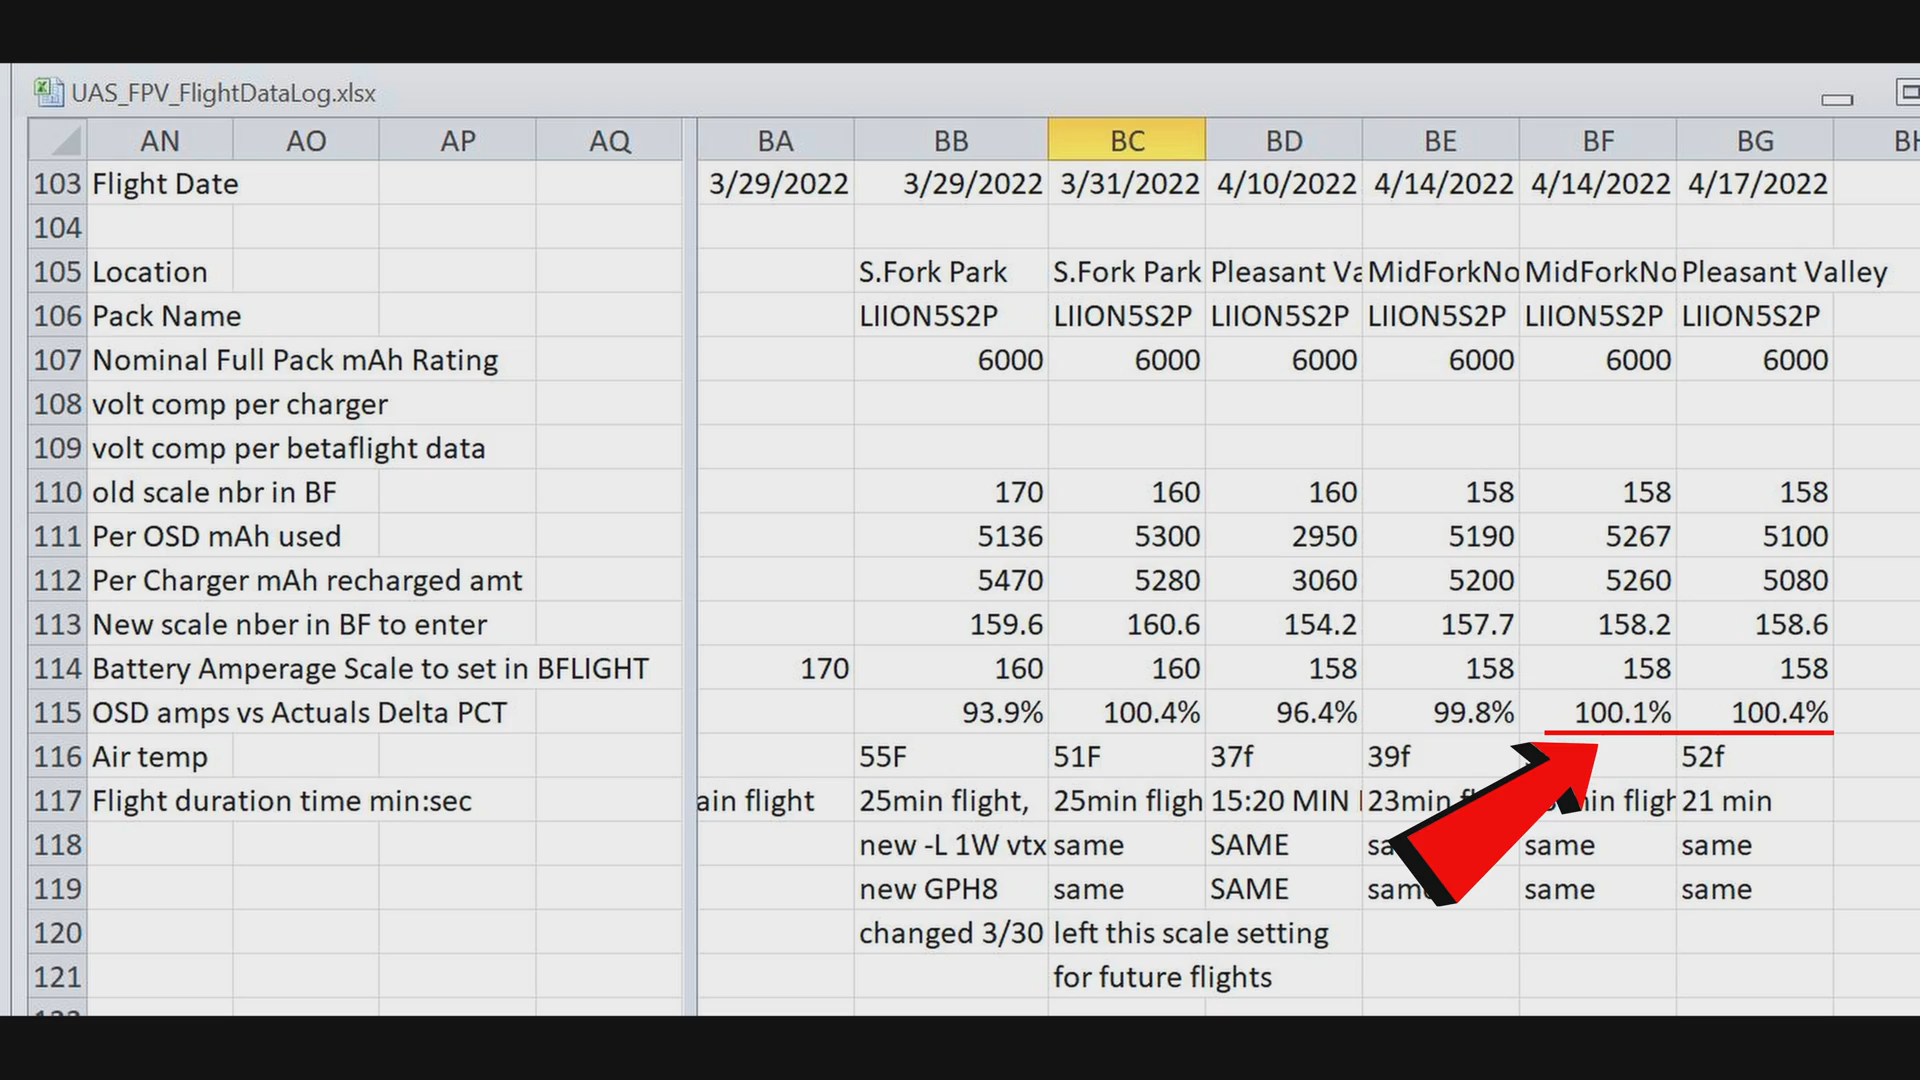 UAS_FPV_FlightDataLog.xlsx
AN AO AP AQ BA BB BC BD BE BF BG
103 Flight Date 3/29/2022 3/29/2022 3/31/2022 4/10/2022 4/14/2022 4/14/2022 4/17/2022
104
105 Location S.Fork Park S.Fork Park Pleasant Va MidForkNo MidForkNo Pleasant Valley
106 Pack Name LIION5S2P LIION5S2P LIION5S2P LIION5S2P LIION5S2P LIION5S2P
107 Nominal Full Pack mAh Rating 6000 6000 6000 6000 6000 6000
108 volt comp per charger
109 volt comp per betaflight data
110 old scale nbr in BF 170 160 160 158 158 158
111 Per OSD mAh used 5136 5300 2950 5190 5267 5100
112 Per Charger mAh recharged amt 5470 5280 3060 5200 5260 5080
113 New scale nber in BF to enter 159.6 160.6 154.2 157.7 158.2 158.6
114 Battery Amperage Scale to set in BFLIGHT 170 160 160 158 158 158 158
115 OSD amps vs Actuals Delta PCT 93.9% 100.4% 96.4% 99.8% 100.1% 100.4%
116 Air temp 55F 51F 37f 39f 52f
117 Flight duration time min:sec ain flight 25min flight, 25min fligh 15:20 MIN 23min fligh 21 min
118 new -L 1W vtx same SAME same same
119 new GPH8 same SAME same same same
120 changed 3/30 left this scale setting
121 for future flights